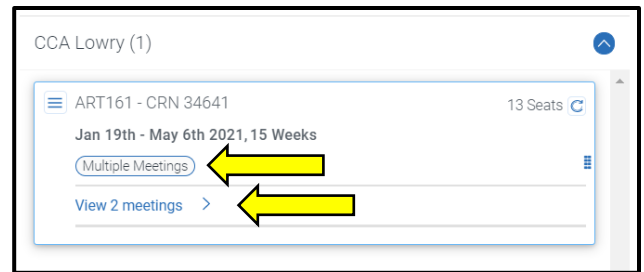 CCA Lowry (1)
ART161 - CRN 34641 13 Seats
Jan 19th - May 6th 2021, 15 Weeks
Multiple Meetings
View 2 meetings